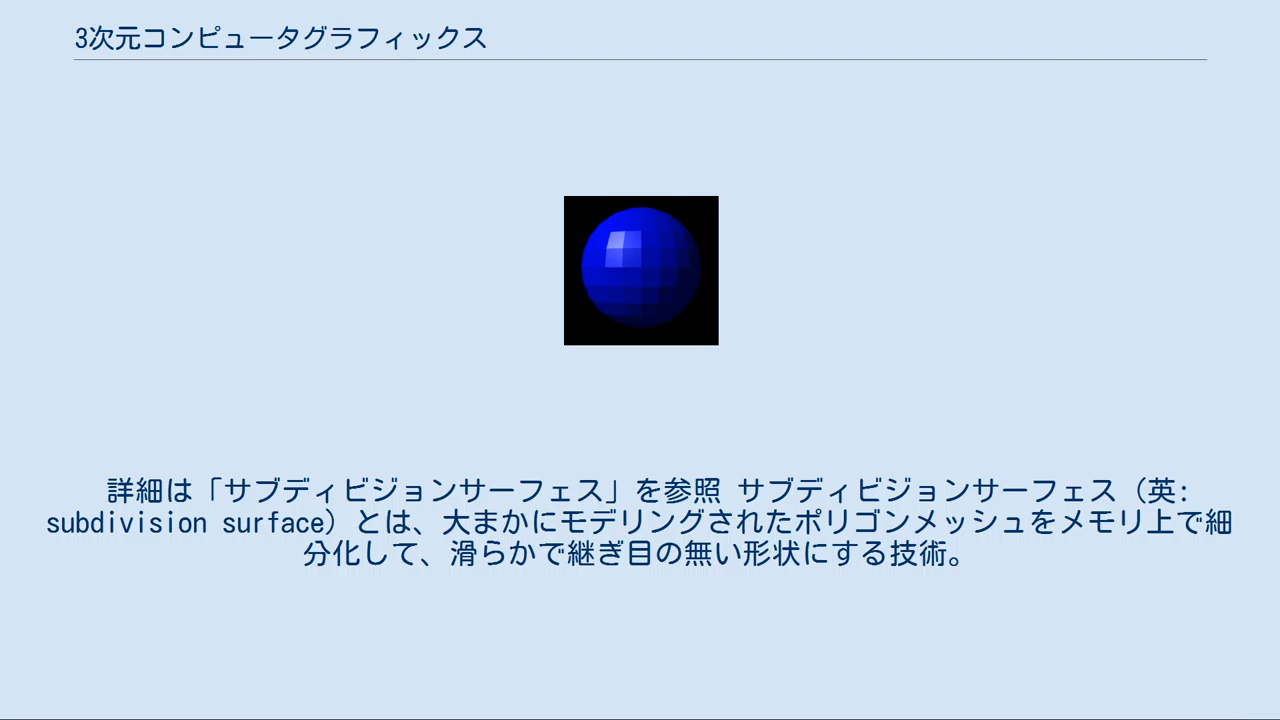 3次元コンピュータグラフィックス
詳細は「サブディビジョンサーフェス」を参照 サブディビジョンサーフェス（英:
subdivision surface）とは、大まかにモデリングされたポリゴンメッシュをメモリ上で細
分化して、滑らかで継ぎ目の無い形状にする技術。